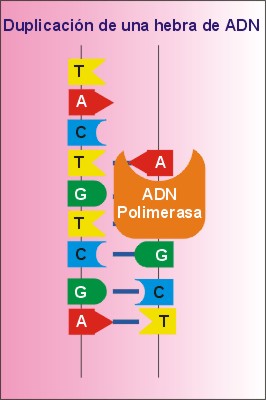 Duplicación de una hebra de ADN
T
A
C
T A
G ADN
Polimerasa
T
C G
G C
A T